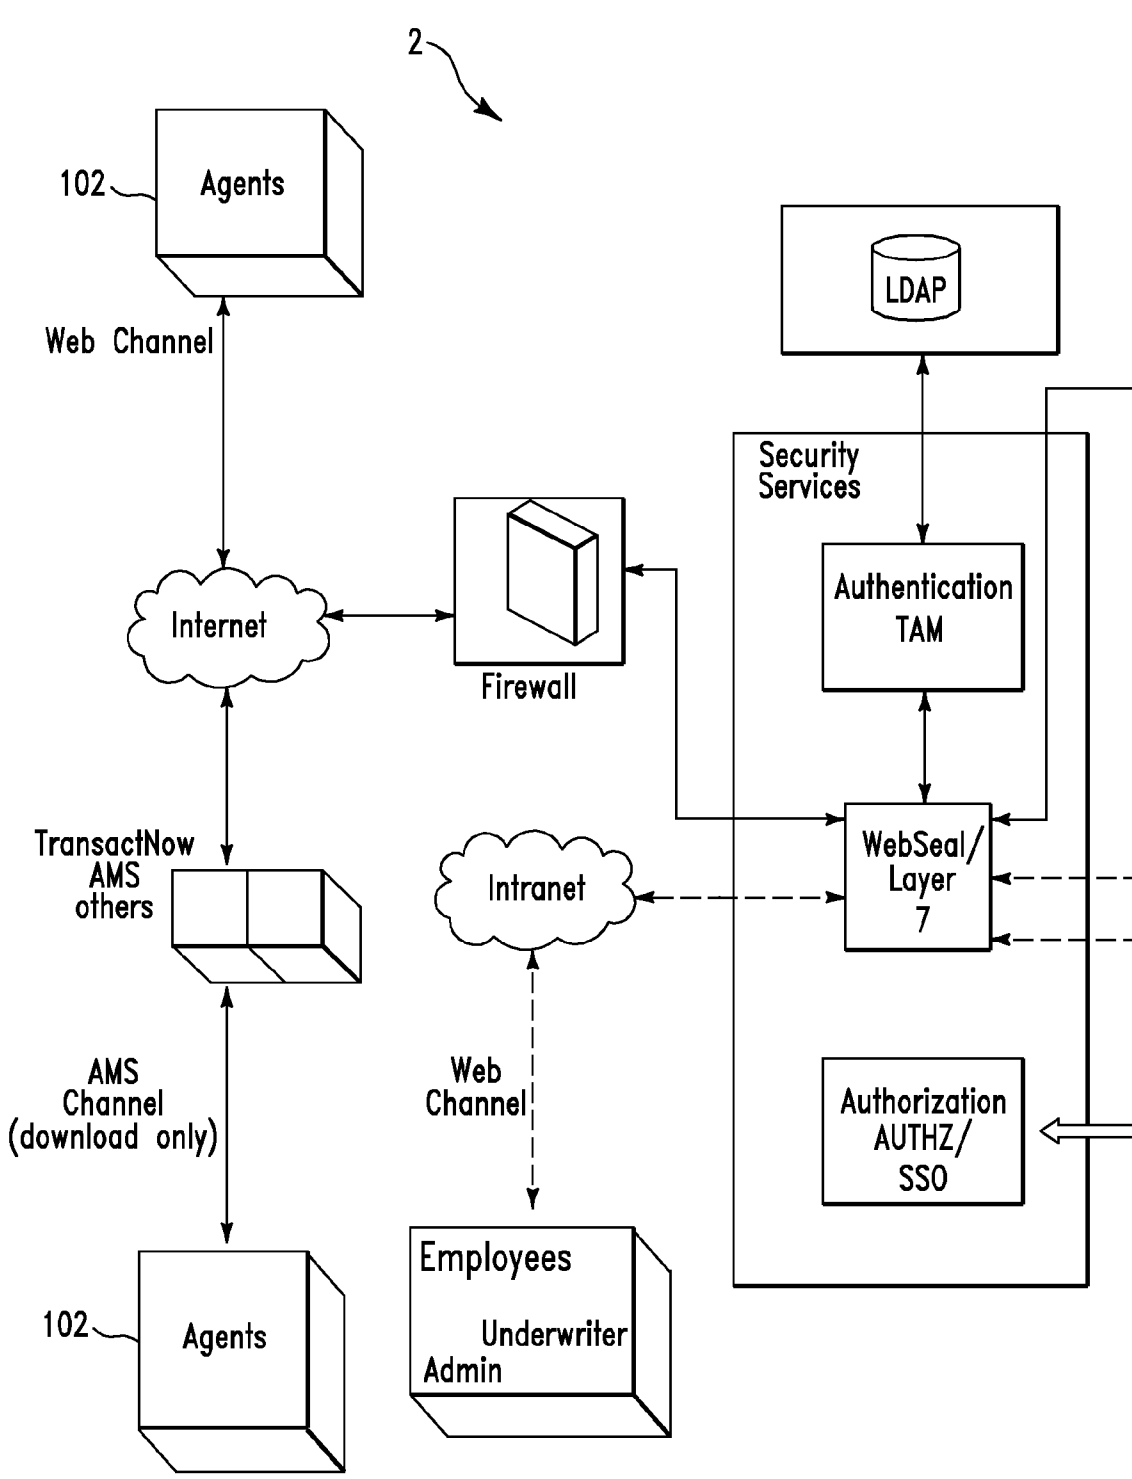 2
102
Agents
Web Channel
LDAP
Security
Services
Authentication
TAM
Internet
Firewall
TransactNow
AMS
others
WebSeal/
Layer
7
Intranet
AMS
Channel
(download only)
Web
Channel
Authorization
AUTHZ/
SSO
Employees
Underwriter
Admin
102
Agents